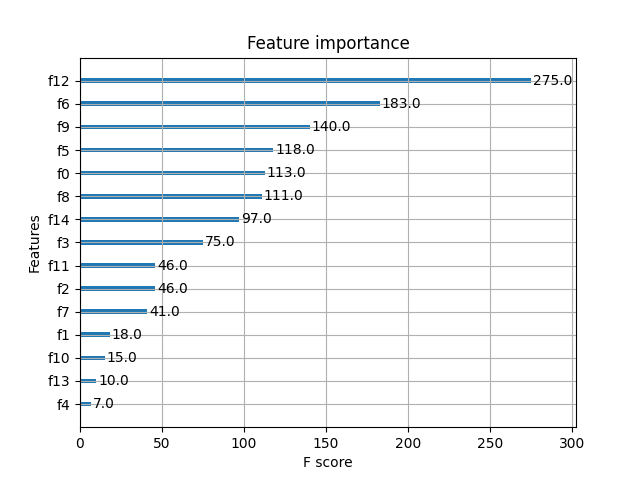 Feature importance
f12 275.0
f6 183.0
f9 140.0
f5 118.0
f0 113.0
f8 111.0
f14 97.0
f3 75.0
f11 46.0
f2 46.0
f7 41.0
f1 18.0
f10 15.0
f13 10.0
f4 7.0
Features
0 50 100 150 200 250 300
F score